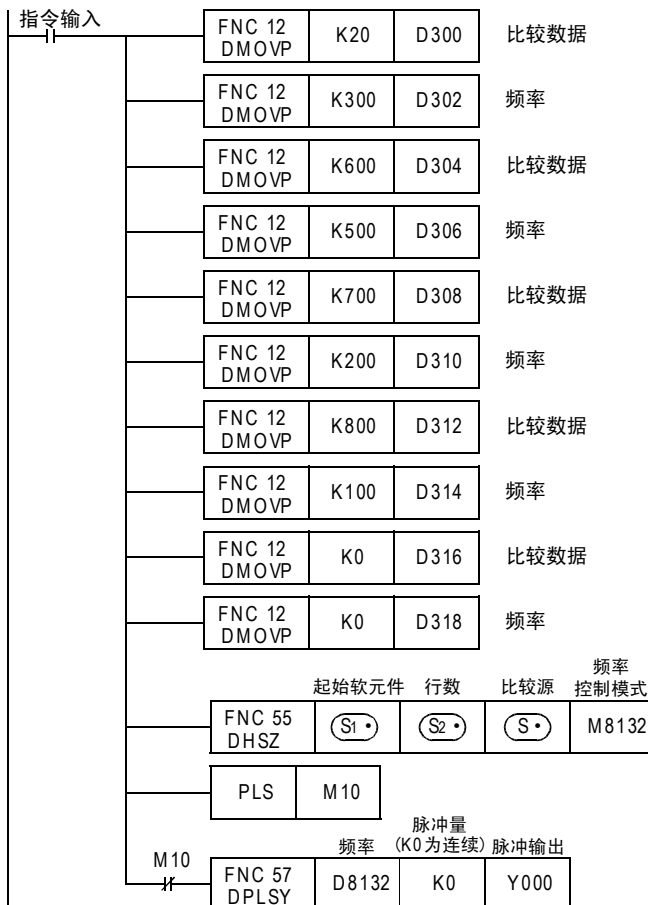 指令输入
FNC 12 DMOVP K20 D300 比较数据
FNC 12 DMOVP K300 D302 频率
FNC 12 DMOVP K600 D304 比较数据
FNC 12 DMOVP K500 D306 频率
FNC 12 DMOVP K700 D308 比较数据
FNC 12 DMOVP K200 D310 频率
FNC 12 DMOVP K800 D312 比较数据
FNC 12 DMOVP K100 D314 频率
FNC 12 DMOVP K0 D316 比较数据
FNC 12 DMOVP K0 D318 频率
起始软元件 行数 比较源 频率控制模式
FNC 55 DHSZ S1• S2• S• M8132
PLS M10
频率 脉冲量(K0为连续) 脉冲输出
M10 FNC 57 DPLSY D8132 K0 Y000